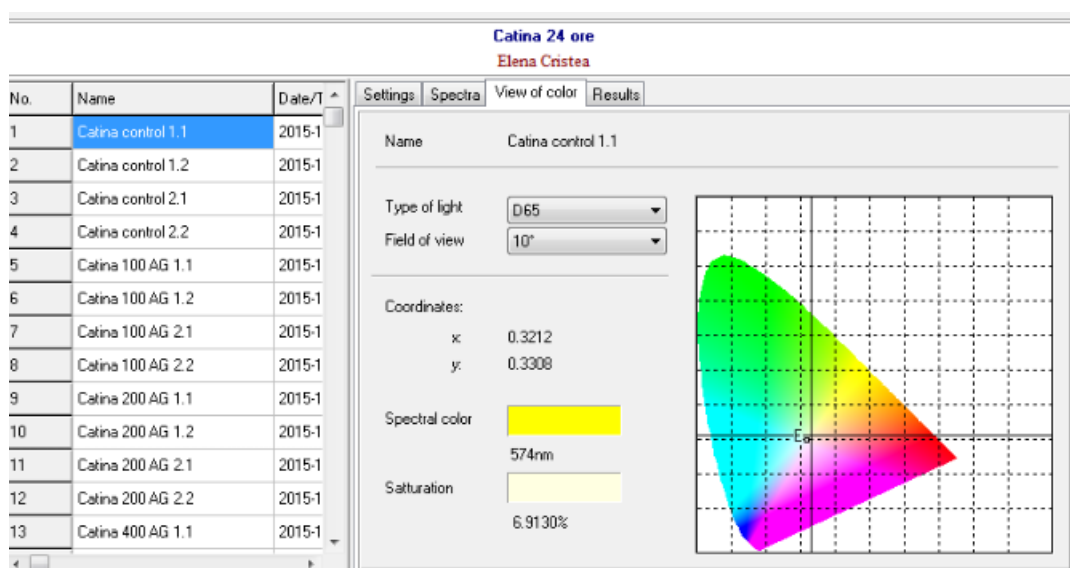 Catina 24 ore
Elena Cristea
No. Name Date/T
1 Catina control 1.1 2015-1
2 Catina control 1.2 2015-1
3 Catina control 2.1 2015-1
4 Catina control 2.2 2015-1
5 Catina 100 AG 1.1 2015-1
6 Catina 100 AG 1.2 2015-1
7 Catina 100 AG 2.1 2015-1
8 Catina 100 AG 2.2 2015-1
9 Catina 200 AG 1.1 2015-1
10 Catina 200 AG 1.2 2015-1
11 Catina 200 AG 2.1 2015-1
12 Catina 200 AG 2.2 2015-1
13 Catina 400 AG 1.1 2015-1
Settings Spectra View of color Results
Name Catina control 1.1
Type of light D65
Field of view 10°
Coordinates:
x: 0.3212
y: 0.3308
Spectral color
574nm
Satturation
6.9130%
E